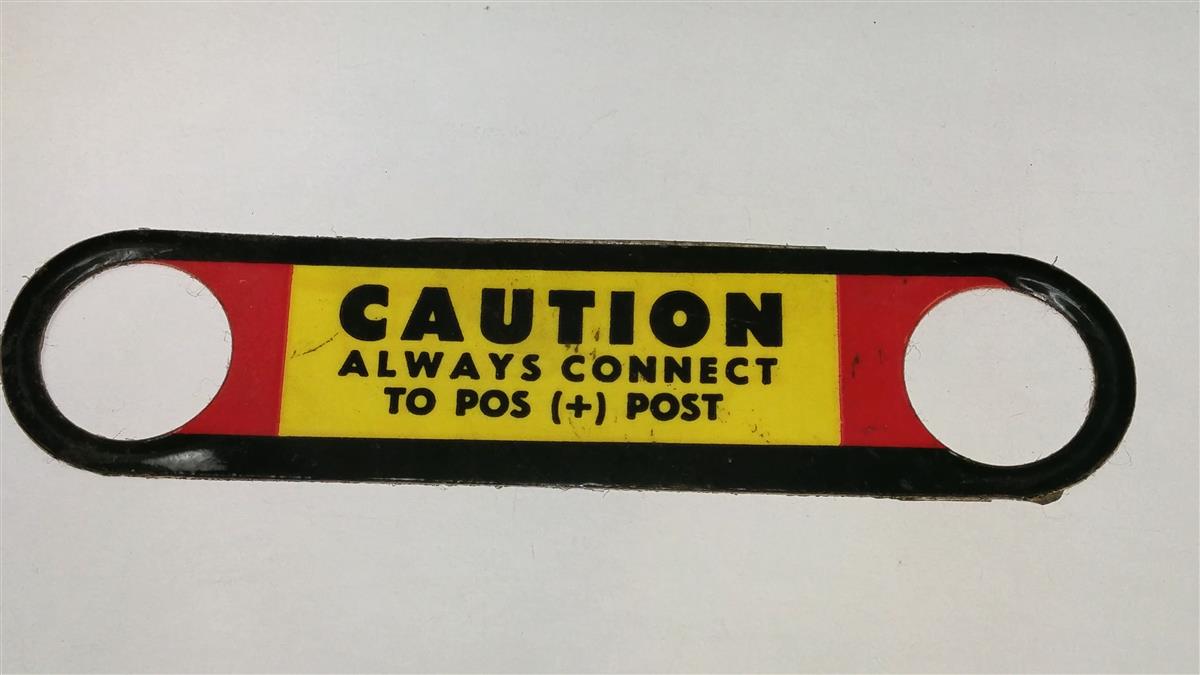 CAUTION
ALWAYS CONNECT
TO POS (+) POST